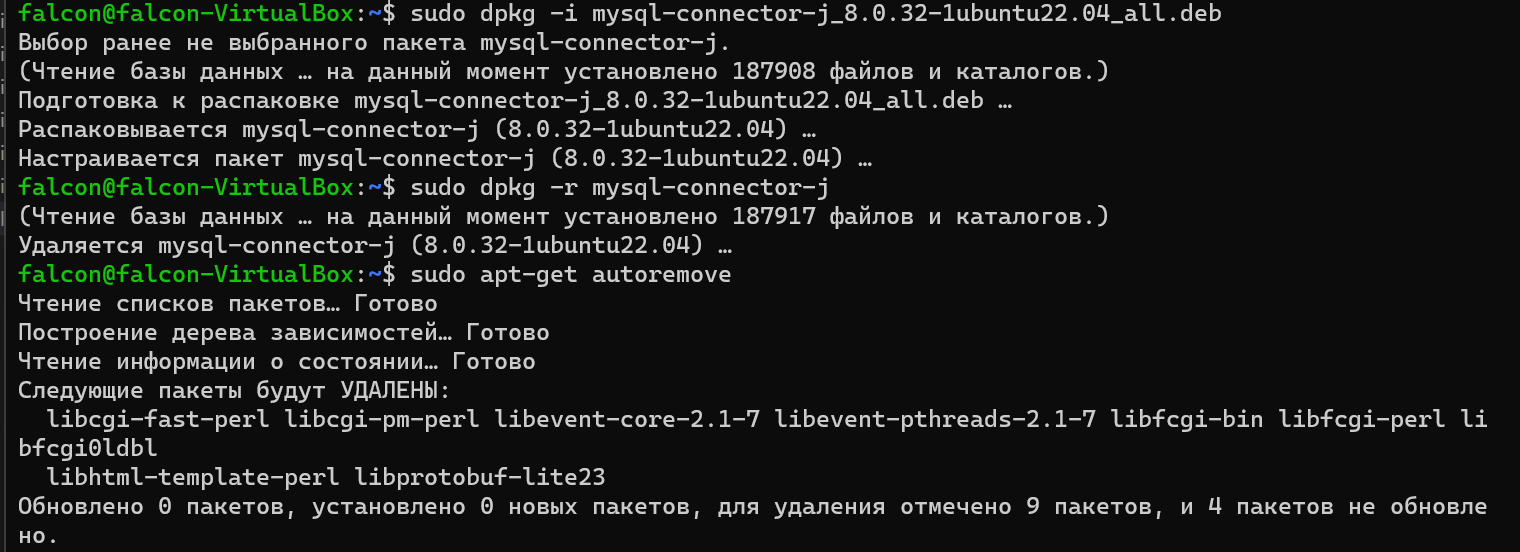 falcon@falcon-VirtualBox:~$ sudo dpkg -i mysql-connector-j_8.0.32-1ubuntu22.04_all.deb
Выбор ранее не выбранного пакета mysql-connector-j.
(Чтение базы данных … на данный момент установлено 187908 файлов и каталогов.)
Подготовка к распаковке mysql-connector-j_8.0.32-1ubuntu22.04_all.deb …
Распаковывается mysql-connector-j (8.0.32-1ubuntu22.04) …
Настраивается пакет mysql-connector-j (8.0.32-1ubuntu22.04) …
falcon@falcon-VirtualBox:~$ sudo dpkg -r mysql-connector-j
(Чтение базы данных … на данный момент установлено 187917 файлов и каталогов.)
Удаляется mysql-connector-j (8.0.32-1ubuntu22.04) …
falcon@falcon-VirtualBox:~$ sudo apt-get autoremove
Чтение списков пакетов… Готово
Построение дерева зависимостей… Готово
Чтение информации о состоянии… Готово
Следующие пакеты будут УДАЛЕНЫ:
  libcgi-fast-perl libcgi-pm-perl libevent-core-2.1-7 libevent-pthreads-2.1-7 libfcgi-bin libfcgi-perl li
bfcgi0ldbl
  libhtml-template-perl libprotobuf-lite23
Обновлено 0 пакетов, установлено 0 новых пакетов, для удаления отмечено 9 пакетов, и 4 пакетов не обновле
но.